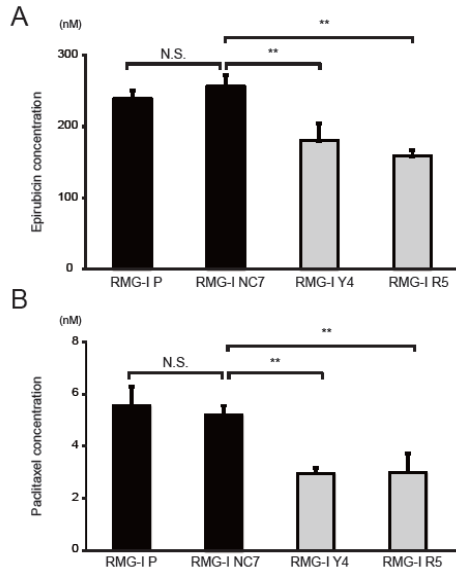 A
(nM)
300
200
100
0
Epirubicin concentration
N.S.
**
**
RMG-I P RMG-I NC7 RMG-I Y4 RMG-I R5
B
(nM)
8
6
4
2
0
Paclitaxel concentration
N.S.
**
**
RMG-I P RMG-I NC7 RMG-I Y4 RMG-I R5